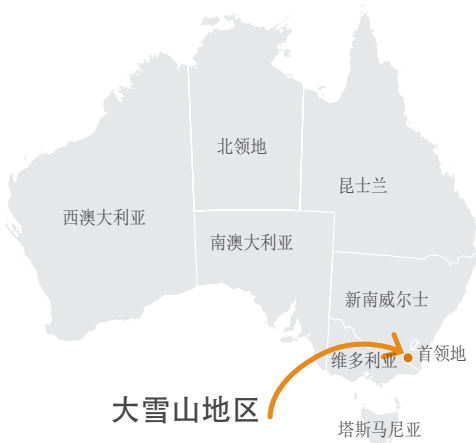 北领地
昆士兰
西澳大利亚
南澳大利亚
新南威尔士
首领地
维多利亚
大雪山地区
塔斯马尼亚